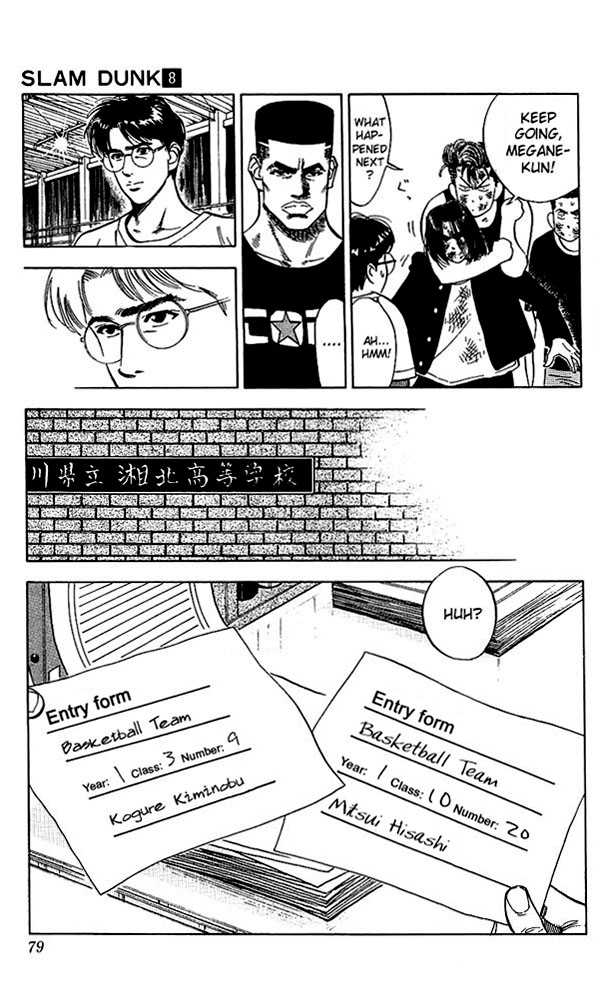 SLAM DUNK 8
KEEP
GOING,
MEGANE-
KUN!
WHAT
HAP-
PENED
NEXT
?
ぐ
AH...
HMM!
....
川県立湘北高等学校
HUH?
Entry form
Basketball Team
Year: 1 Class: 3 Number: 9
Kogure Kiminobu
Entry form
Basketball Team
Year: 1 Class: 10 Number: 20
Mitsui Hisashi
79